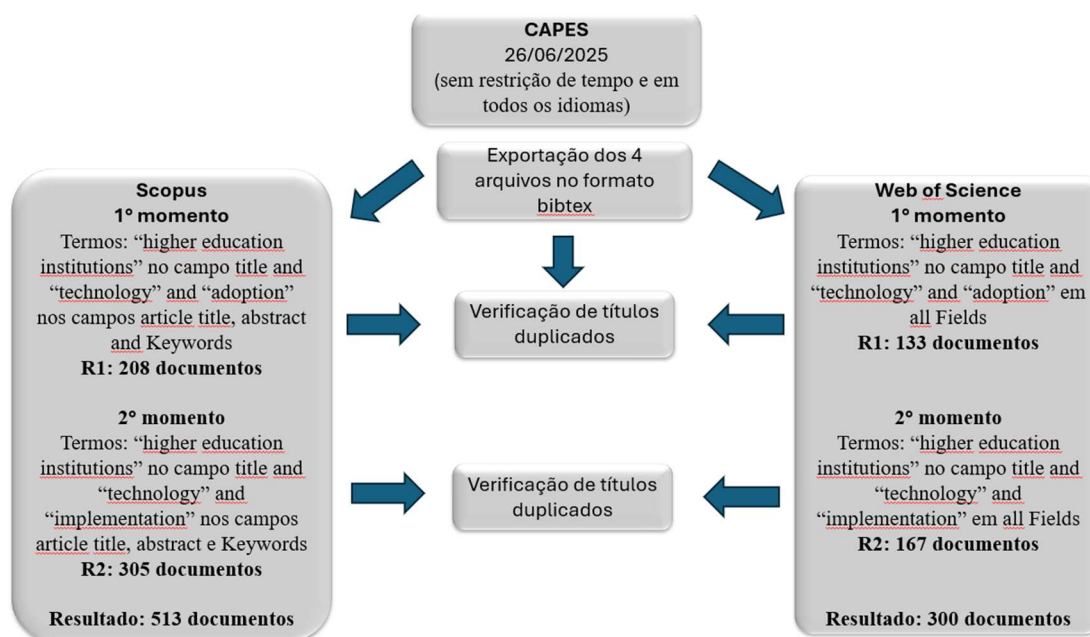 CAPES
26/06/2025
(sem restrição de tempo e em
todos os idiomas)
Exportação dos 4
arquivos no formato
bibtex
Scopus
1° momento
Termos: “higher education
institutions” no campo title and
“technology” and “adoption”
nos campos article title, abstract
and Keywords
R1: 208 documentos
2° momento
Termos: “higher education
institutions” no campo title and
“technology” and
“implementation” nos campos
article title, abstract e Keywords
R2: 305 documentos
Resultado: 513 documentos
Verificação de títulos
duplicados
Verificação de títulos
duplicados
Web of Science
1° momento
Termos: “higher education
institutions” no campo title and
“technology” and “adoption” em
all Fields
R1: 133 documentos
2° momento
Termos: “higher education
institutions” no campo title and
“technology” and
“implementation” em all Fields
R2: 167 documentos
Resultado: 300 documentos